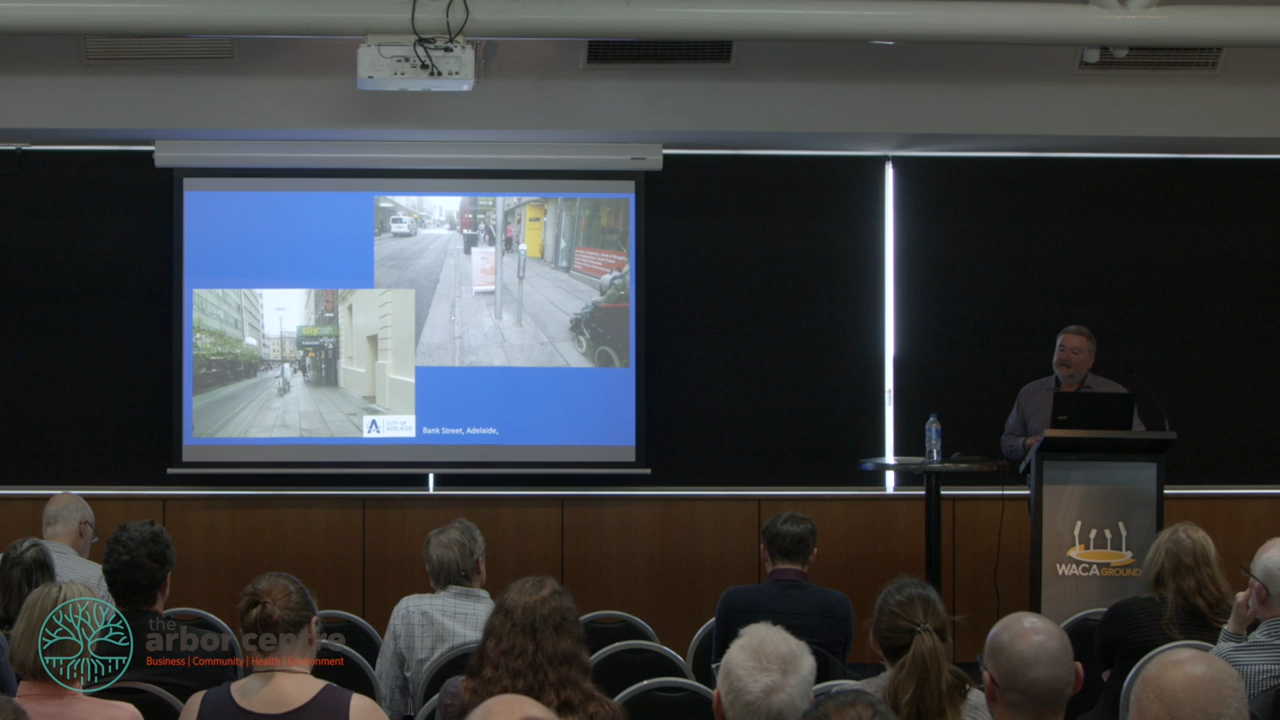 CITY OF
ADELAIDE
Bank Street, Adelaide,
WACA GROUND
the
arbor centre
Business | Community | Health | Environment